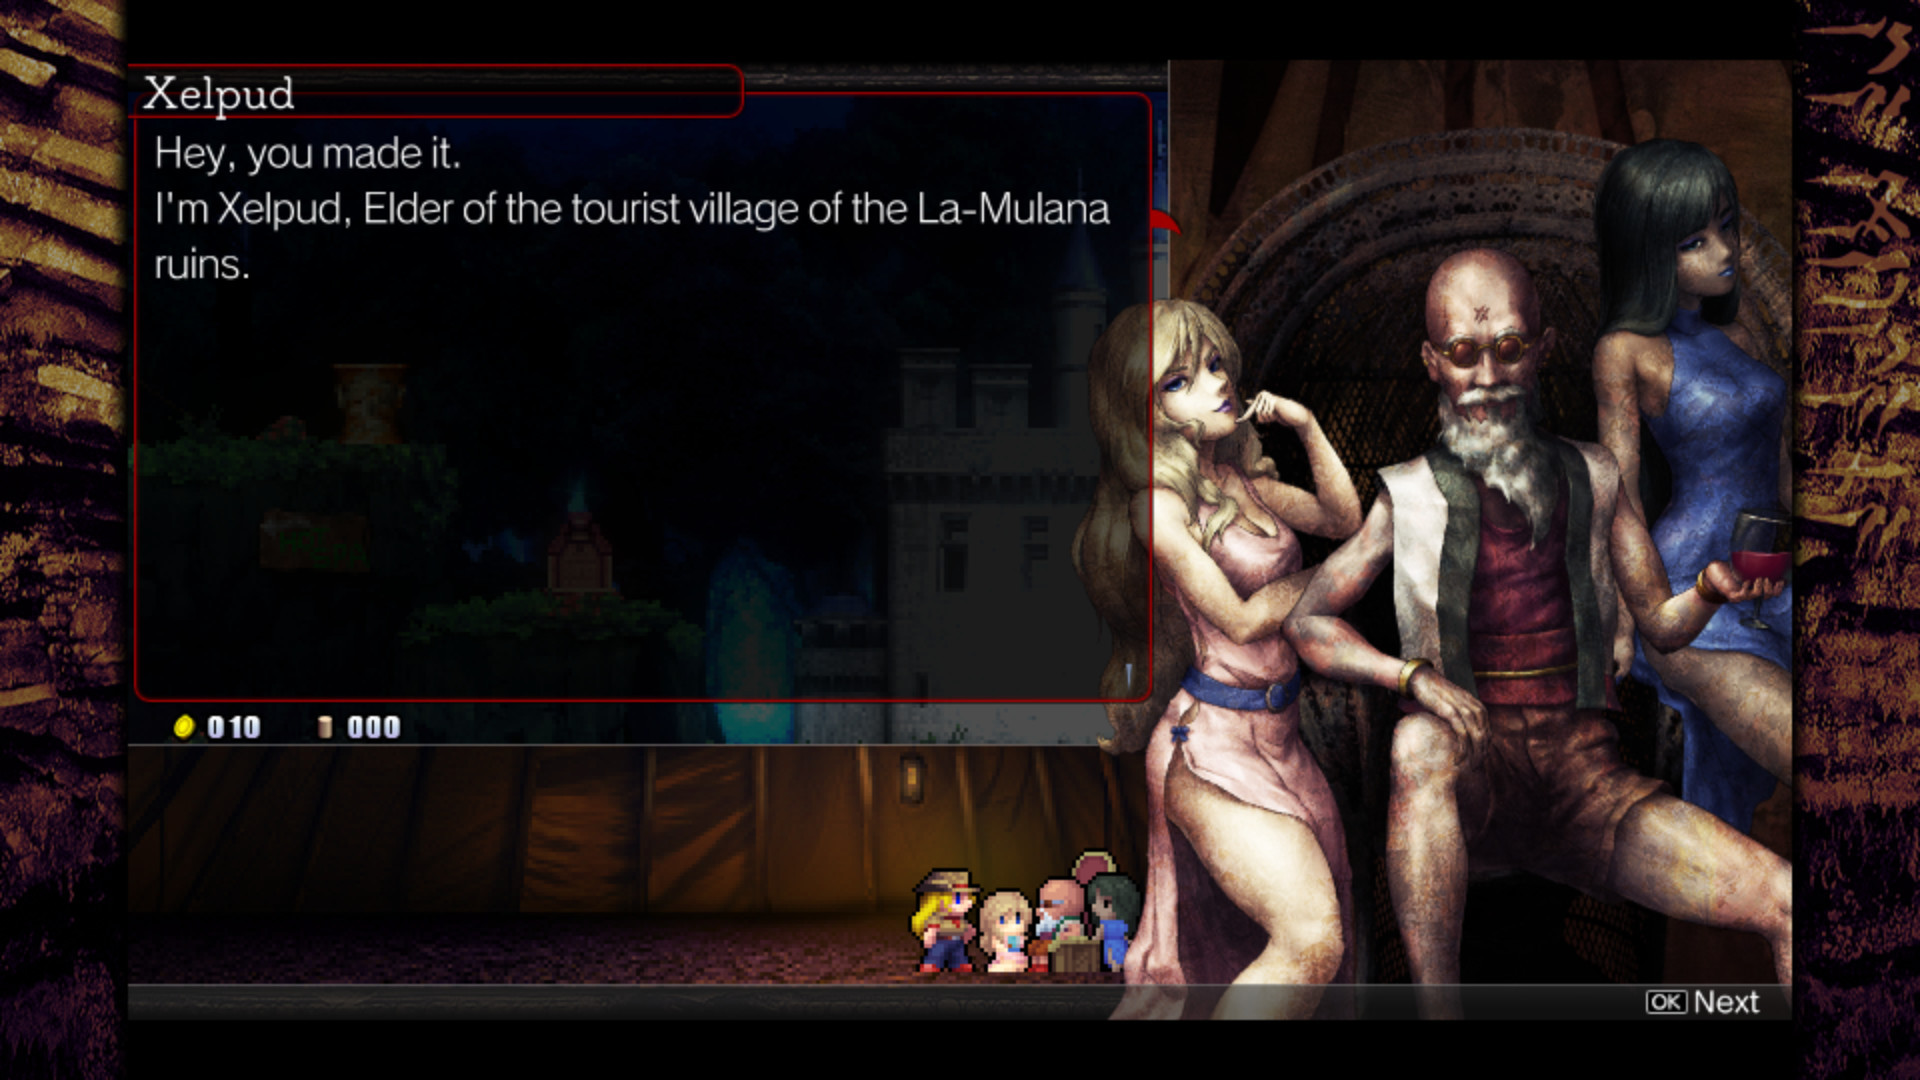 Xelpud
Hey, you made it.
I'm Xelpud, Elder of the tourist village of the La-Mulana
ruins.
010 000
OK Next